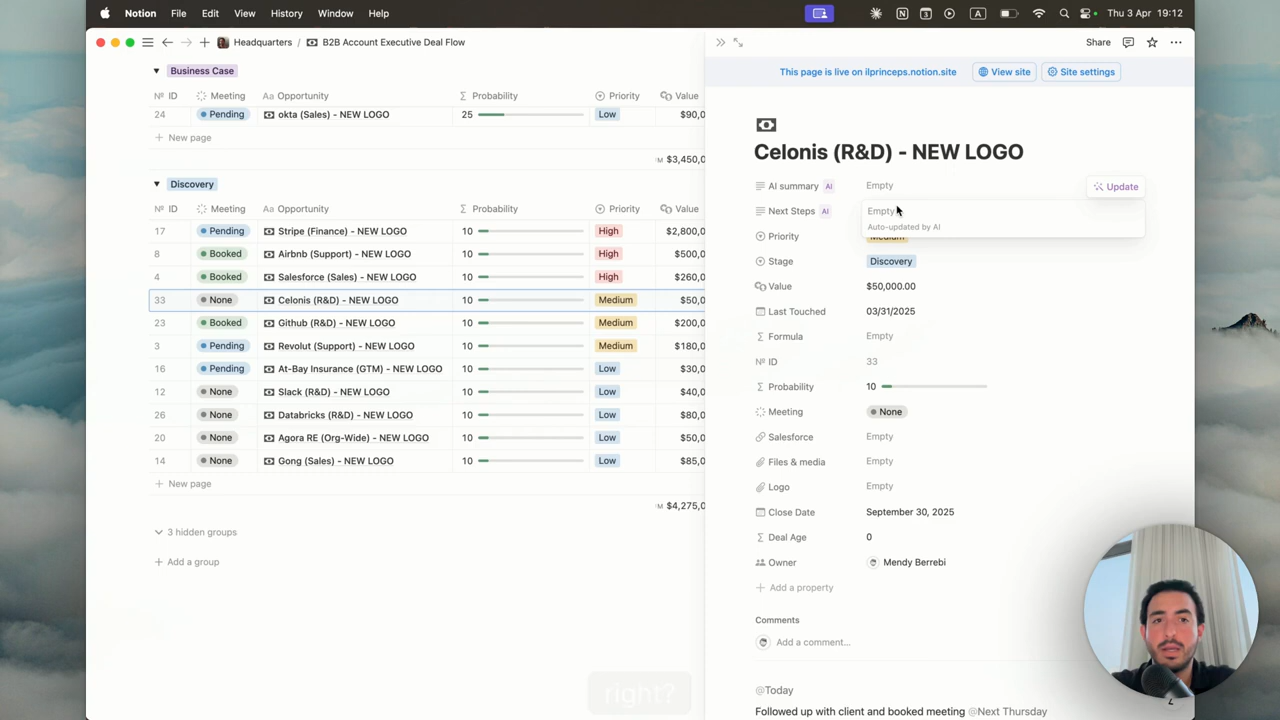 Notion File Edit View History Window Help A Thu 3 Apr 19:12
Headquarters / B2B Account Executive Deal Flow
Share
This page is live on ilprinceps.notion.site View site Site settings
Business Case
Nº ID Meeting Aa Opportunity Σ Probability Priority Value
24 Pending okta (Sales) - NEW LOGO 25 Low $90,0
+ New page
M $3,450,0
Discovery
Nº ID Meeting Aa Opportunity Σ Probability Priority Value
17 Pending Stripe (Finance) - NEW LOGO 10 High $2,800,
8 Booked Airbnb (Support) - NEW LOGO 10 High $500,
4 Booked Salesforce (Sales) - NEW LOGO 10 High $260,
33 None Celonis (R&D) - NEW LOGO 10 Medium $50,
23 Booked Github (R&D) - NEW LOGO 10 Medium $200,
3 Pending Revolut (Support) - NEW LOGO 10 Medium $180,
16 Pending At-Bay Insurance (GTM) - NEW LOGO 10 Low $30,
12 None Slack (R&D) - NEW LOGO 10 Low $40,
26 None Databricks (R&D) - NEW LOGO 10 Low $80,
20 None Agora RE (Org-Wide) - NEW LOGO 10 Low $50,
14 None Gong (Sales) - NEW LOGO 10 Low $85,0
+ New page
M $4,275,0
3 hidden groups
+ Add a group
right?
Celonis (R&D) - NEW LOGO
AI summary AI Empty Update
Next Steps AI Empty
Auto-updated by AI
Priority Medium
Stage Discovery
Value $50,000.00
Last Touched 03/31/2025
Σ Formula Empty
Nº ID 33
Σ Probability 10
Meeting None
Salesforce Empty
Files & media Empty
Logo Empty
Close Date September 30, 2025
Σ Deal Age 0
Owner Mendy Berrebi
+ Add a property
Comments
Add a comment...
@Today
Followed up with client and booked meeting @Next Thursday